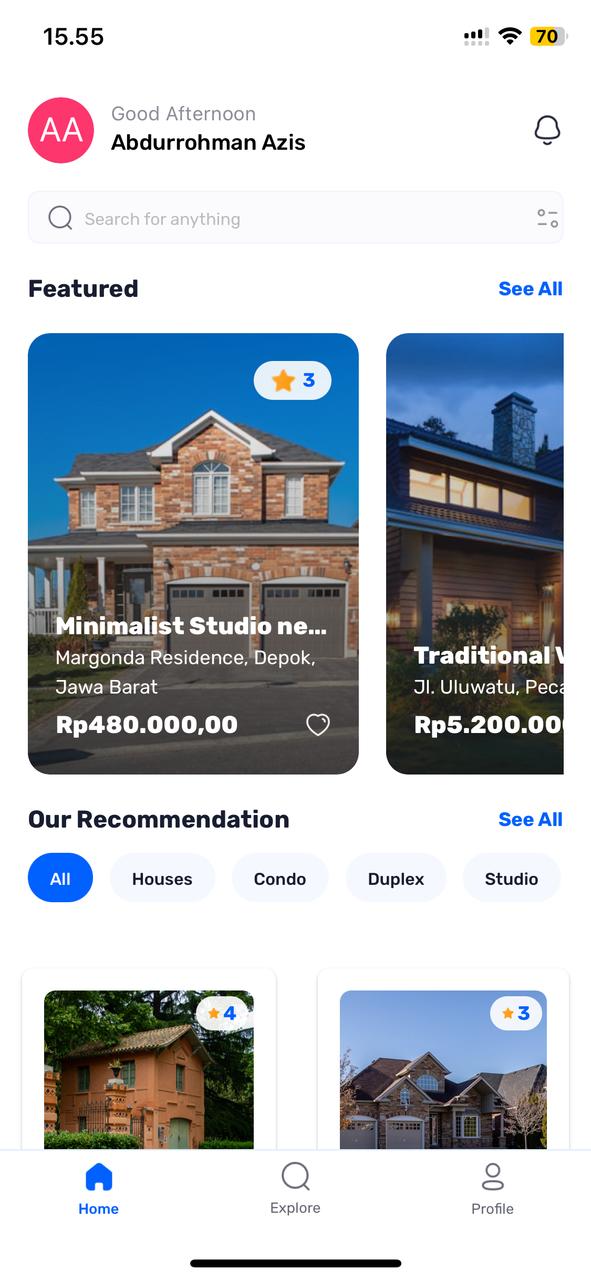 15.55
70
AA
Good Afternoon
Abdurrohman Azis
Search for anything
Featured
See All
3
Minimalist Studio ne...
Margonda Residence, Depok,
Jawa Barat
Rp480.000,00
Traditional
Jl. Uluwatu, Peca
Rp5.200.00
Our Recommendation
See All
All
Houses
Condo
Duplex
Studio
4
3
Home
Explore
Profile